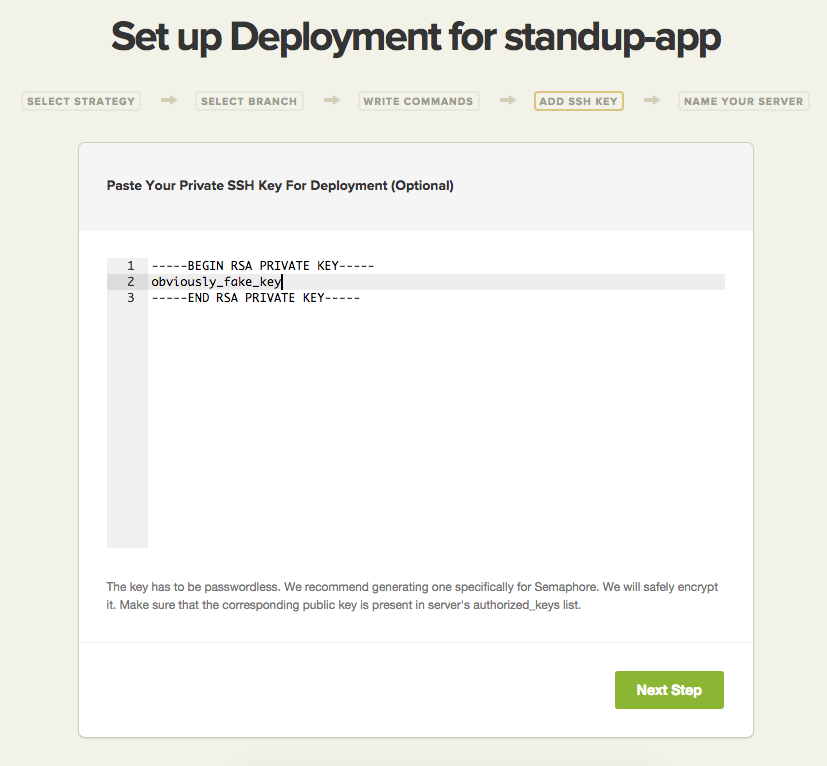 Set up Deployment for standup-app
SELECT STRATEGY
SELECT BRANCH
WRITE COMMANDS
ADD SSH KEY
NAME YOUR SERVER
Paste Your Private SSH Key For Deployment (Optional)
1 -----BEGIN RSA PRIVATE KEY-----
2 obviously_fake_key
3 -----END RSA PRIVATE KEY-----
The key has to be passwordless. We recommend generating one specifically for Semaphore. We will safely encrypt
it. Make sure that the corresponding public key is present in server's authorized_keys list.
Next Step